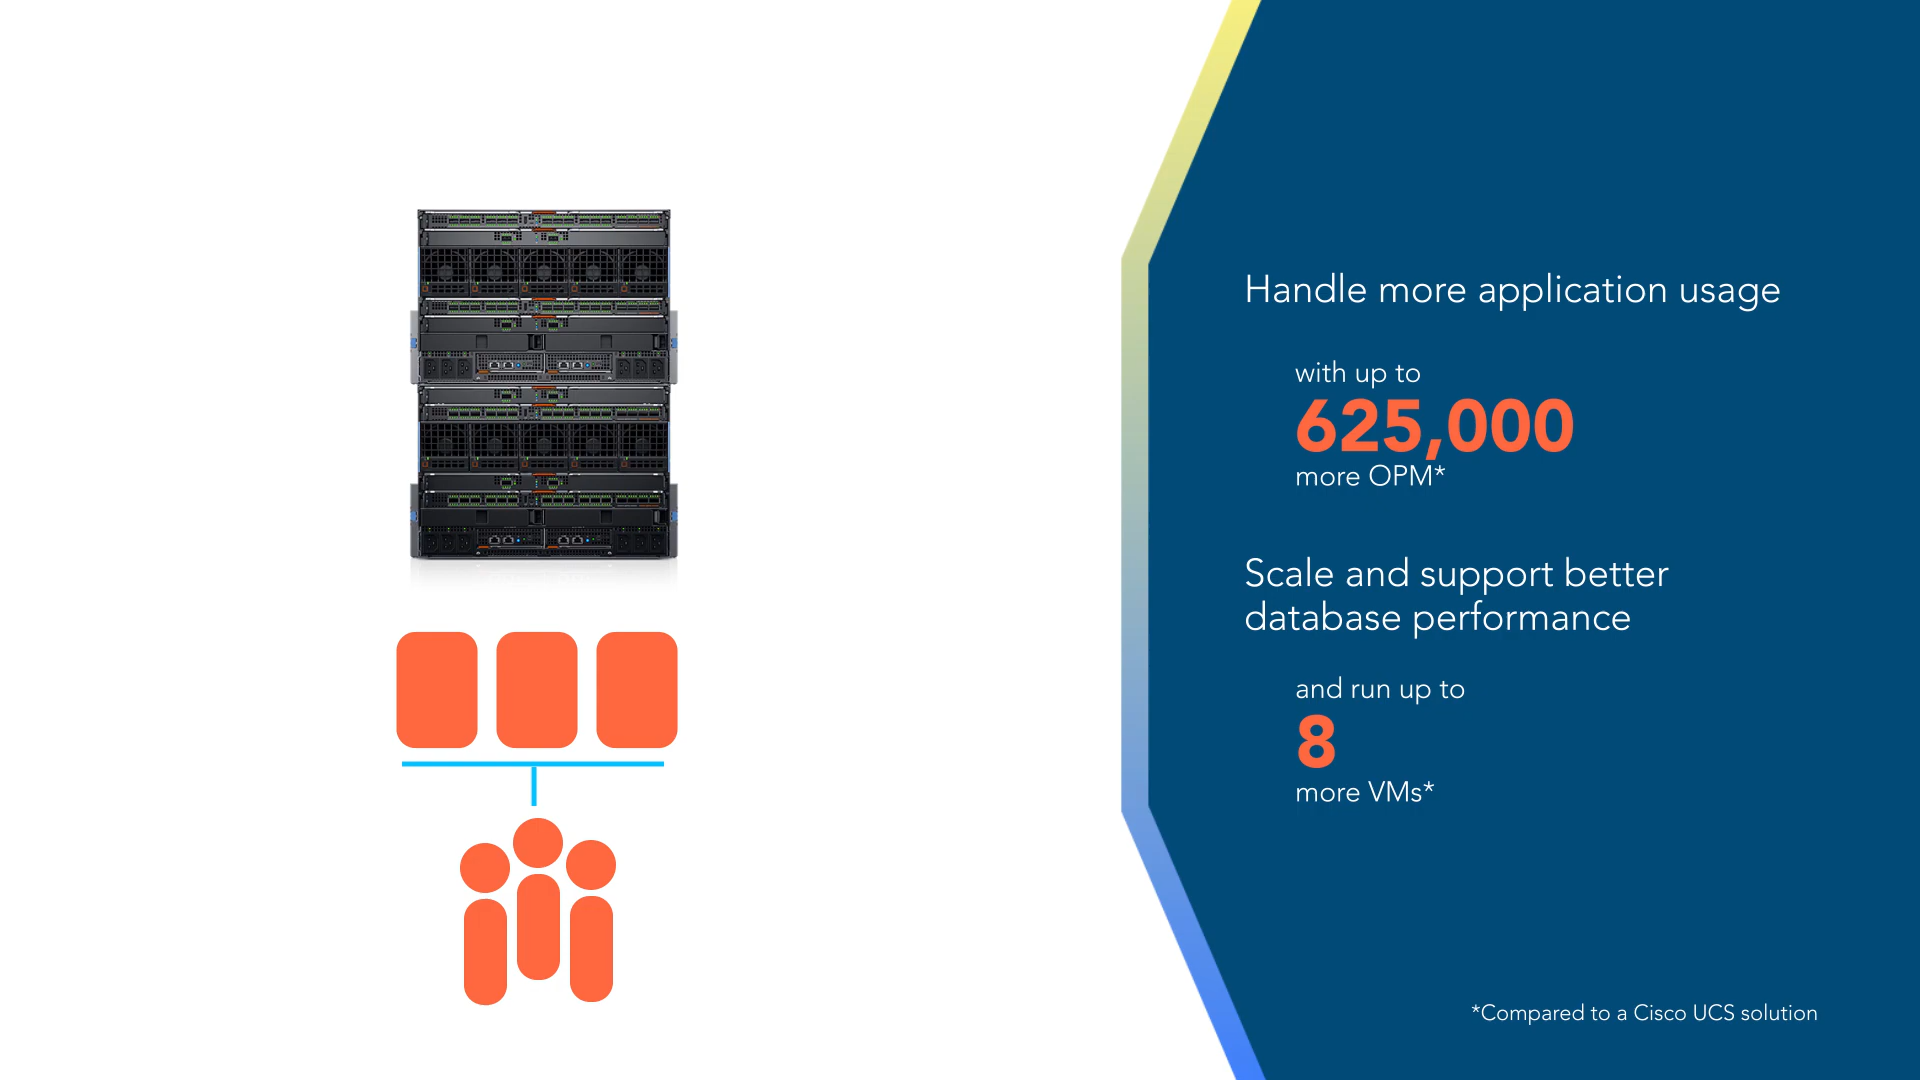 Handle more application usage
with up to
625,000
more OPM*
Scale and support better
database performance
and run up to
8
more VMs*
*Compared to a Cisco UCS solution